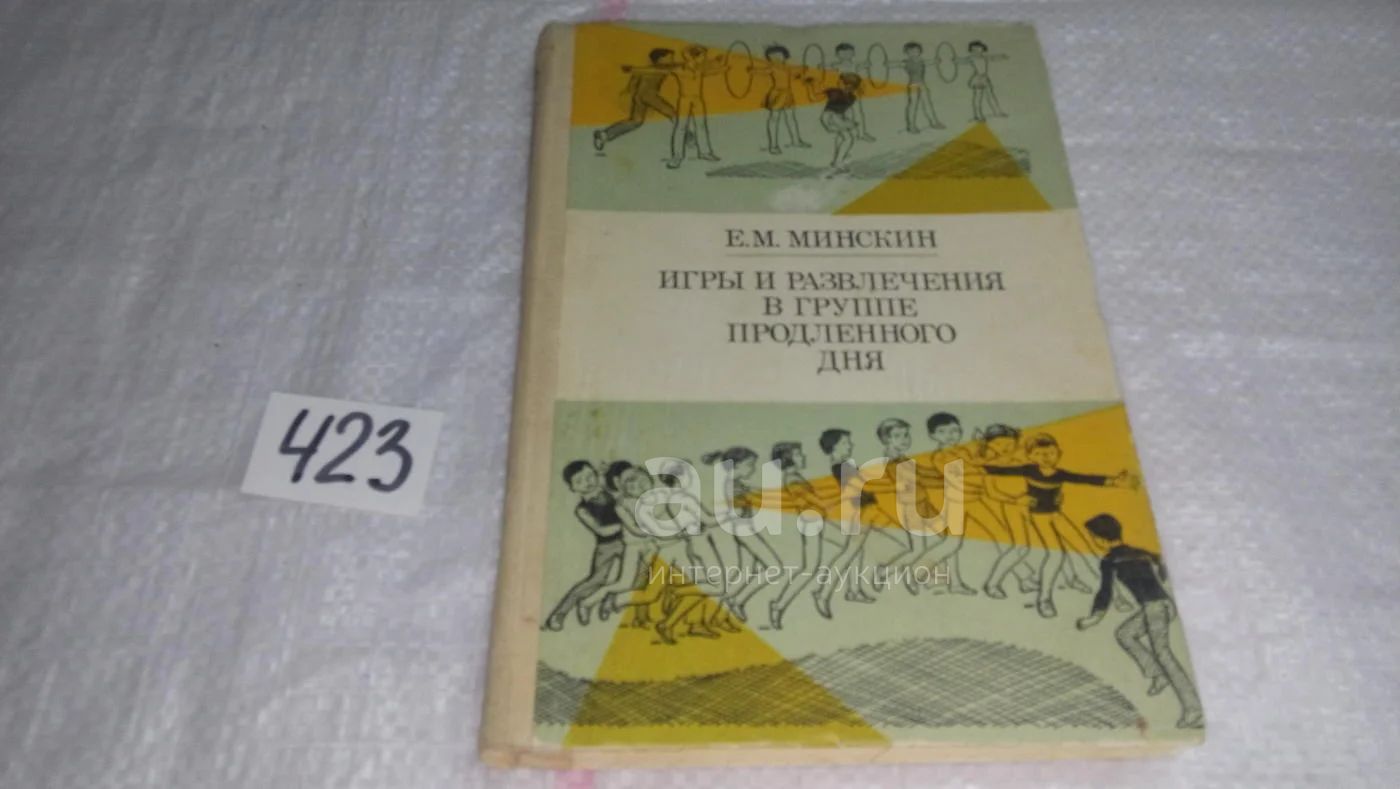 Е.М. МИНСКИН
ИГРЫ И РАЗВЛЕЧЕНИЯ
В ГРУППЕ
ПРОДЛЕННОГО
ДНЯ
423
au.ru
интернет-аукцион